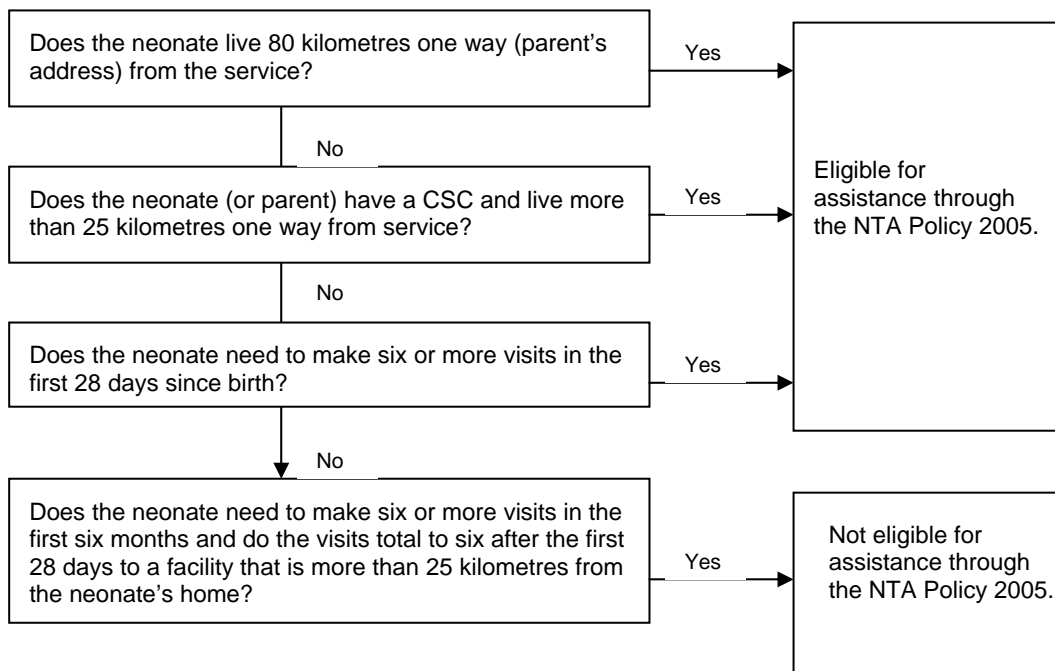 Does the neonate live 80 kilometres one way (parent's
address) from the service?
Yes
No
Does the neonate (or parent) have a CSC and live more
than 25 kilometres one way from service?
Yes
Eligible for
assistance through
the NTA Policy 2005.
No
Does the neonate need to make six or more visits in the
first 28 days since birth?
Yes
No
Does the neonate need to make six or more visits in the
first six months and do the visits total to six after the first
28 days to a facility that is more than 25 kilometres from
the neonate's home?
Yes
Not eligible for
assistance through
the NTA Policy 2005.